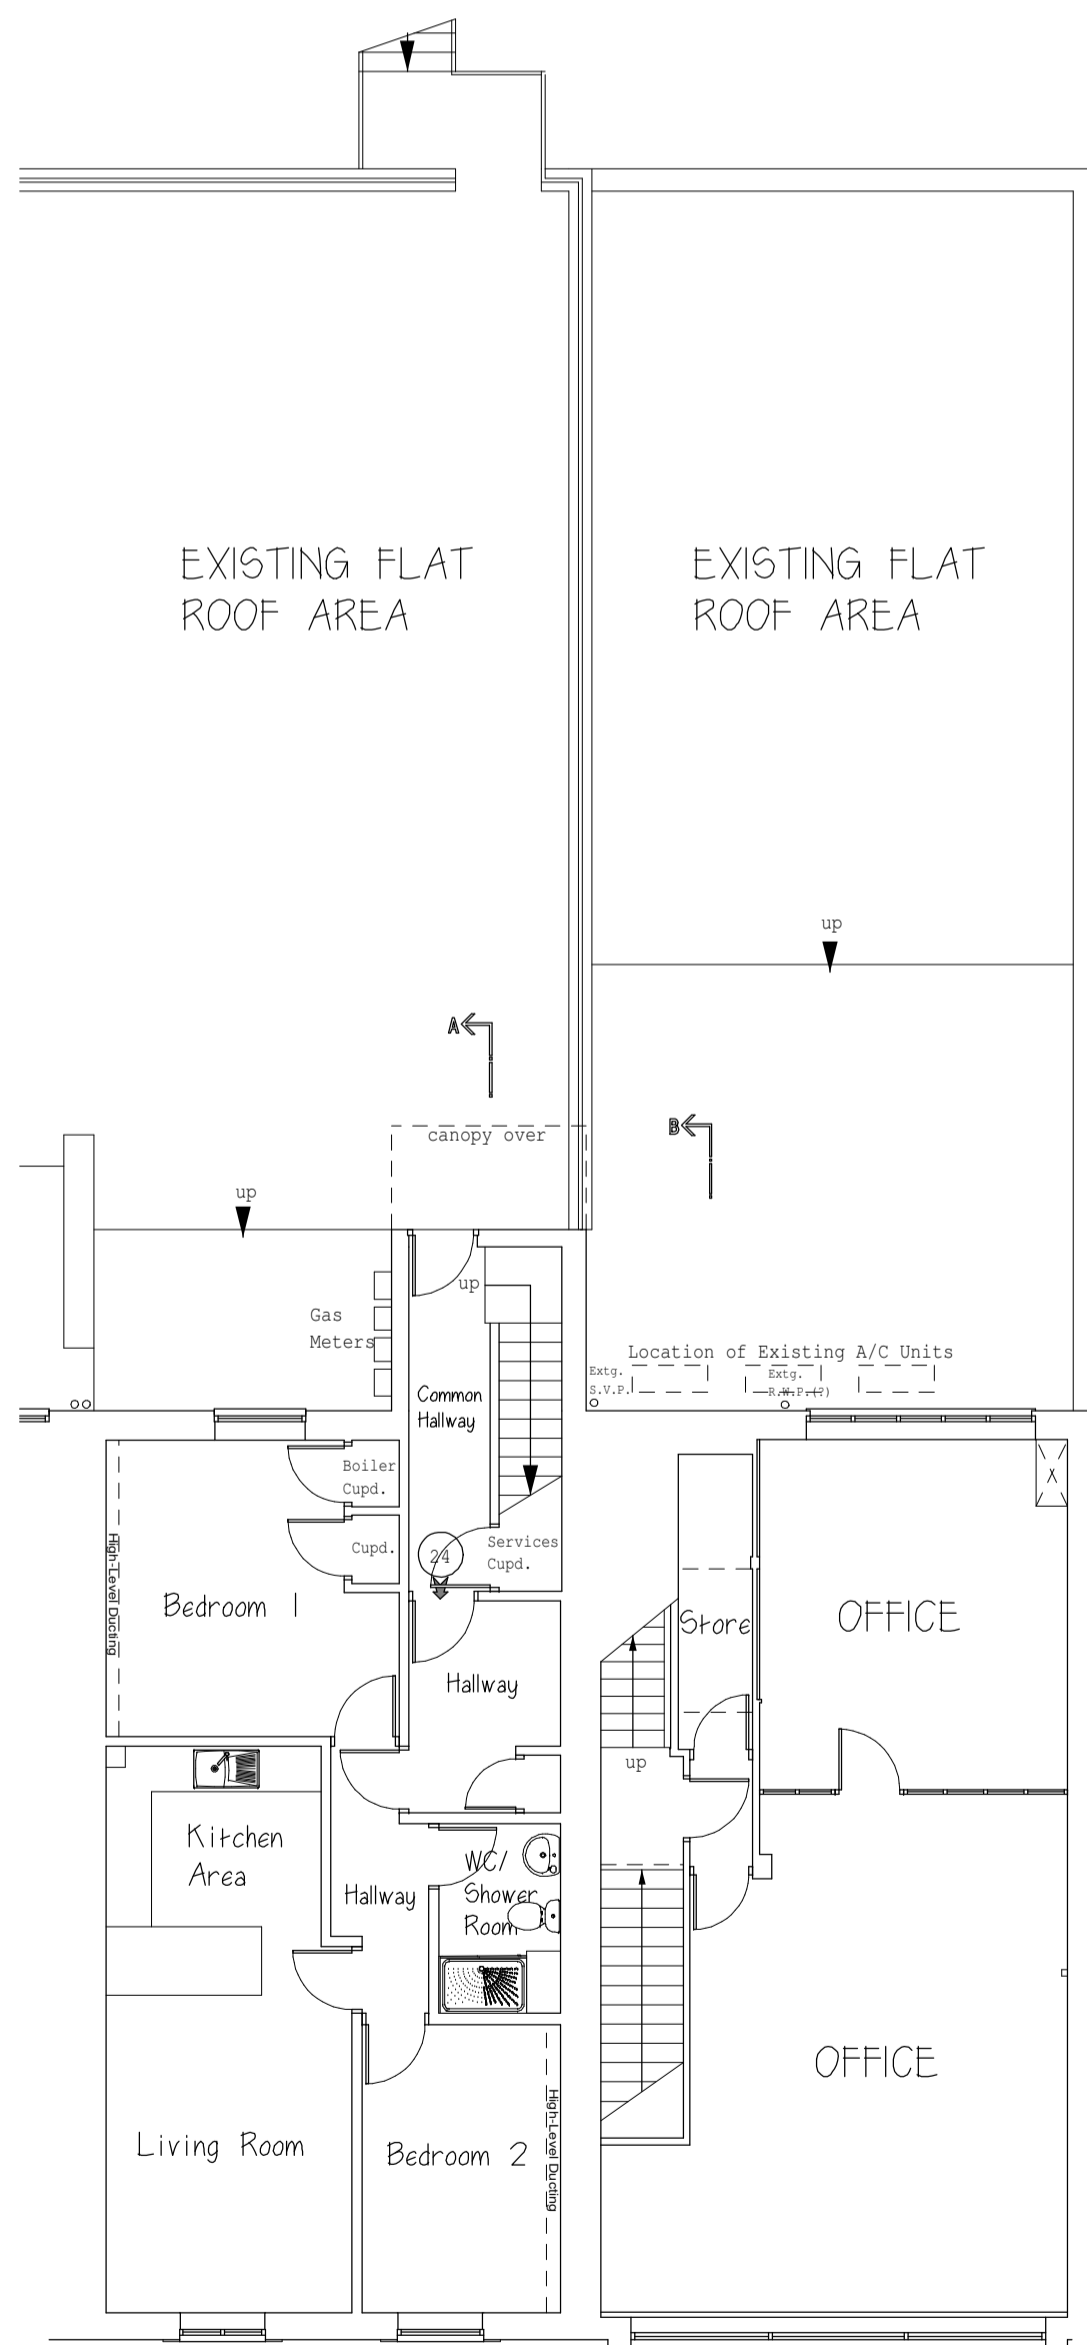 EXISTING FLAT
ROOF AREA
EXISTING FLAT
ROOF AREA
up
A
B
canopy over
up
up
Gas
Meters
Location of Existing A/C Units
Extg.
S.V.P.
Extg.
R.W.P.(?)
Common
Hallway
Boiler
Cupd.
Cupd.
Services
Cupd.
24
High-Level Ducting
Bedroom 1
Store
OFFICE
Hallway
up
X
Kitchen
Area
WC/
Shower
Room
Hallway
OFFICE
Living Room
Bedroom 2
High-Level Ducting